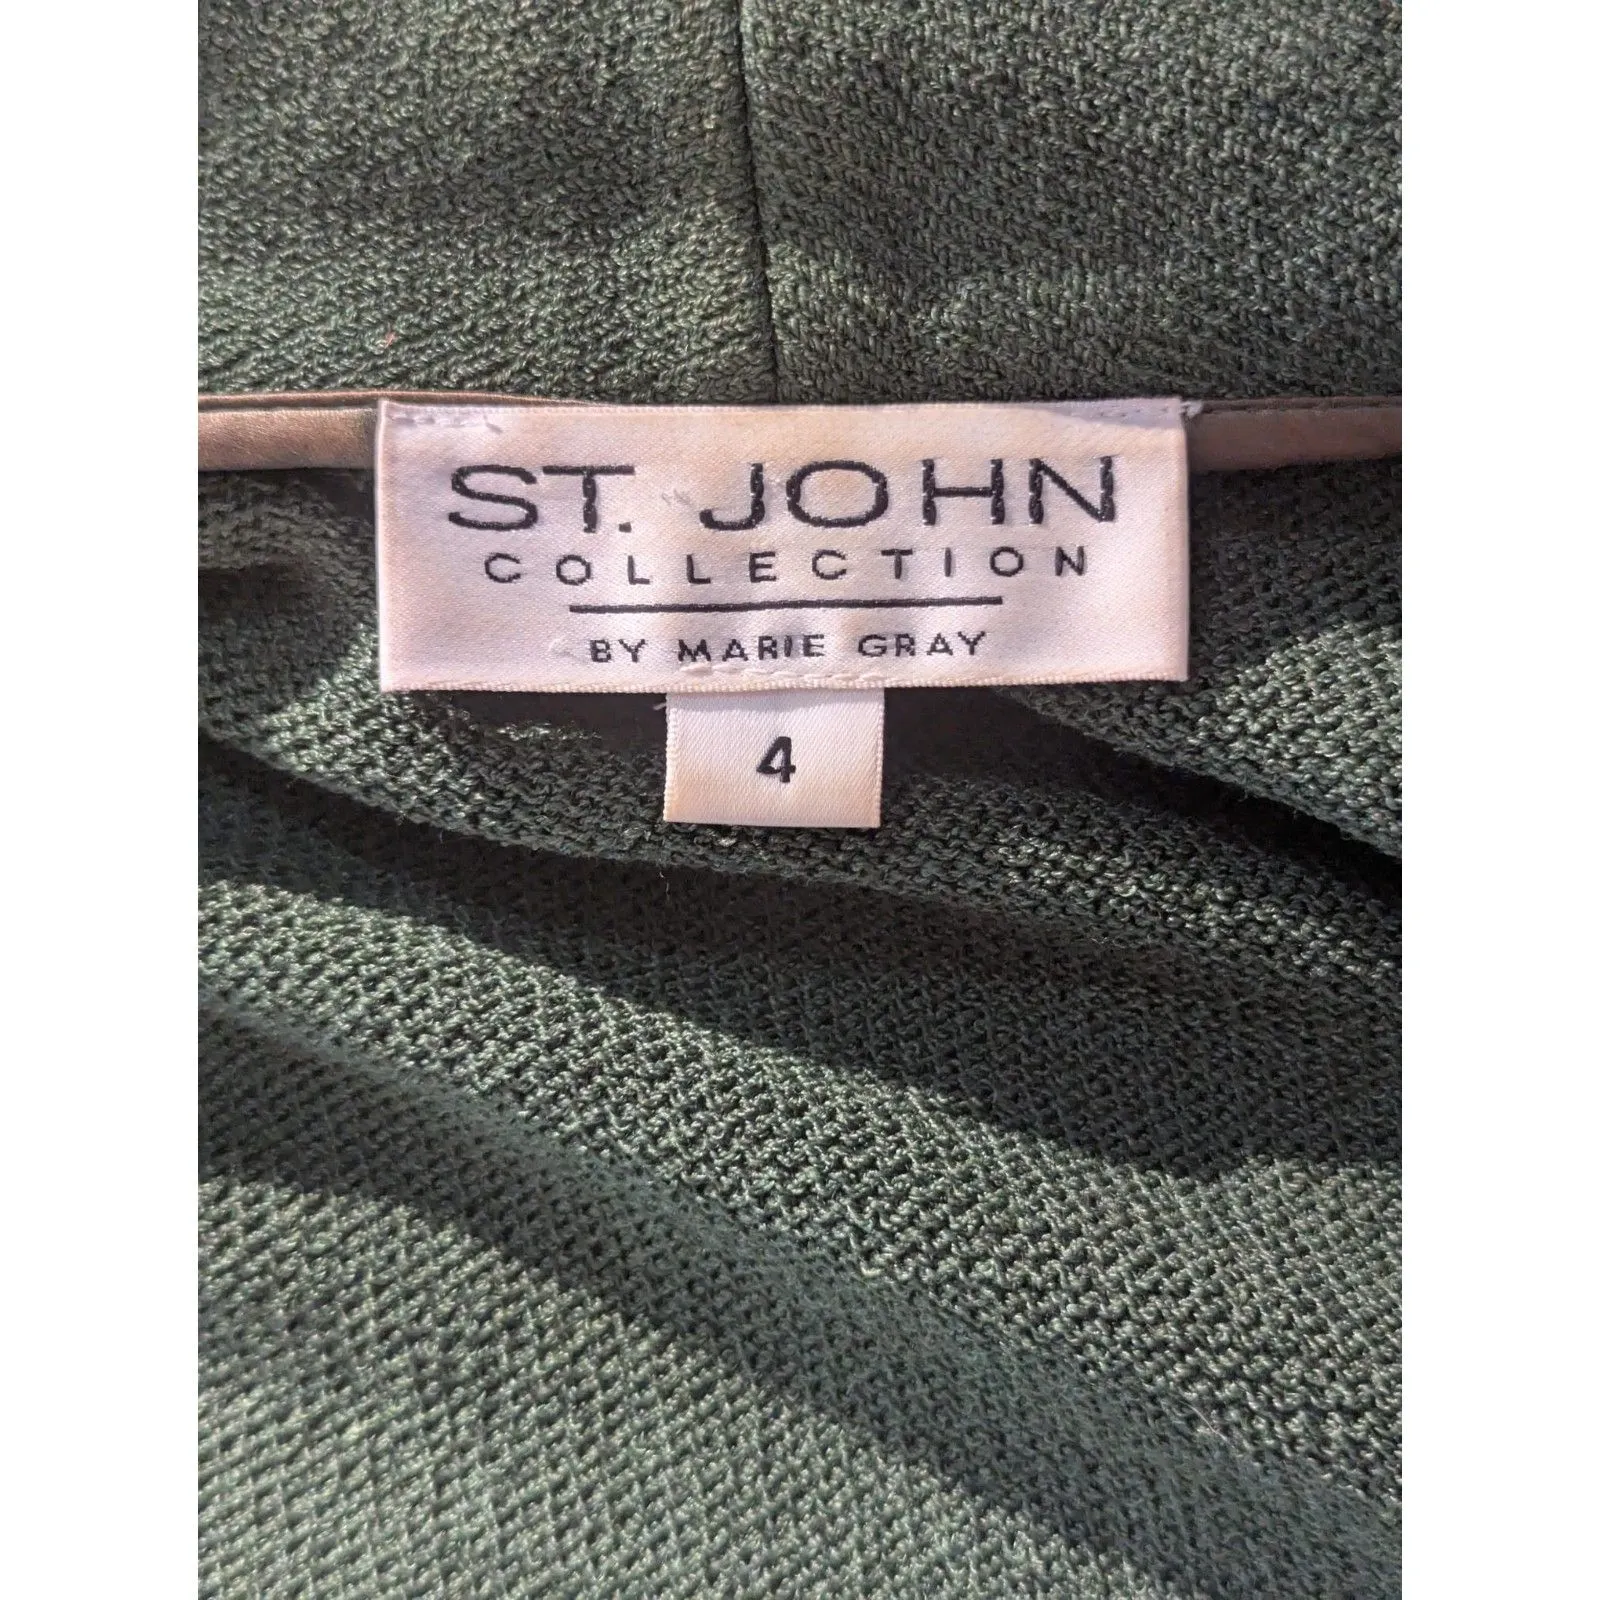 ST. JOHN
COLLECTION
BY MARIE GRAY
4